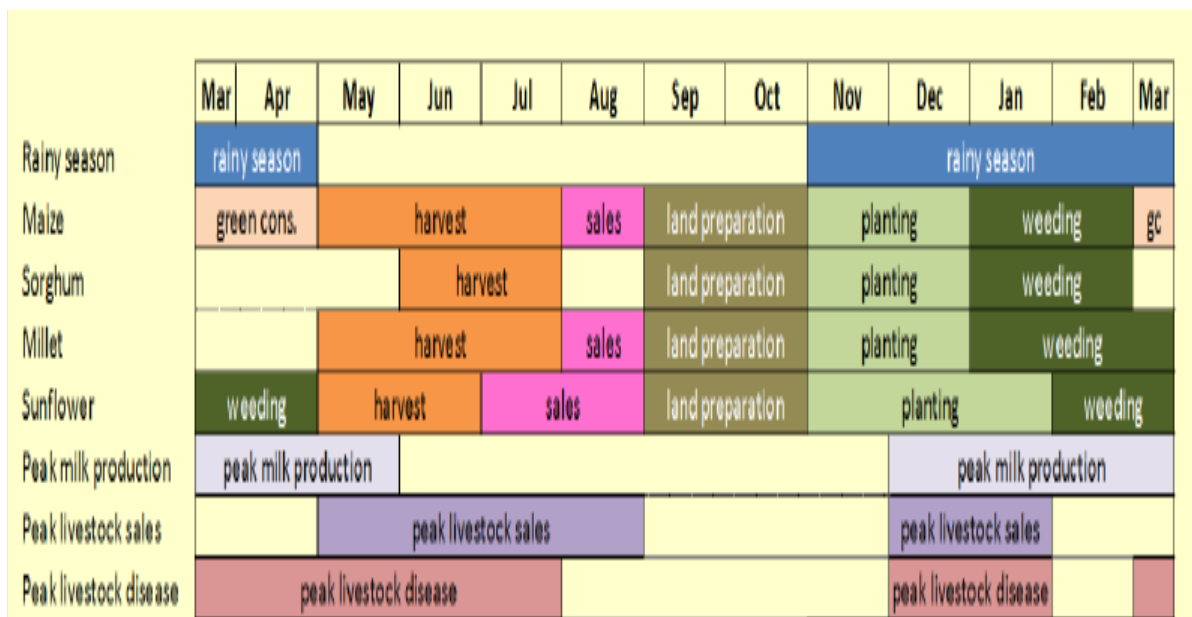 Mar Apr May Jun Jul Aug Sep Oct Nov Dec Jan Feb Mar
Rainy season rainy season rainy season
Maize green cons. harvest sales land preparation planting weeding gc
Sorghum harvest land preparation planting weeding
Millet harvest sales land preparation planting weeding
Sunflower weeding harvest sales land preparation planting weeding
Peak milk production peak milk production peak milk production
Peak livestock sales peak livestock sales peak livestock sales
Peak livestock disease peak livestock disease peak livestock disease